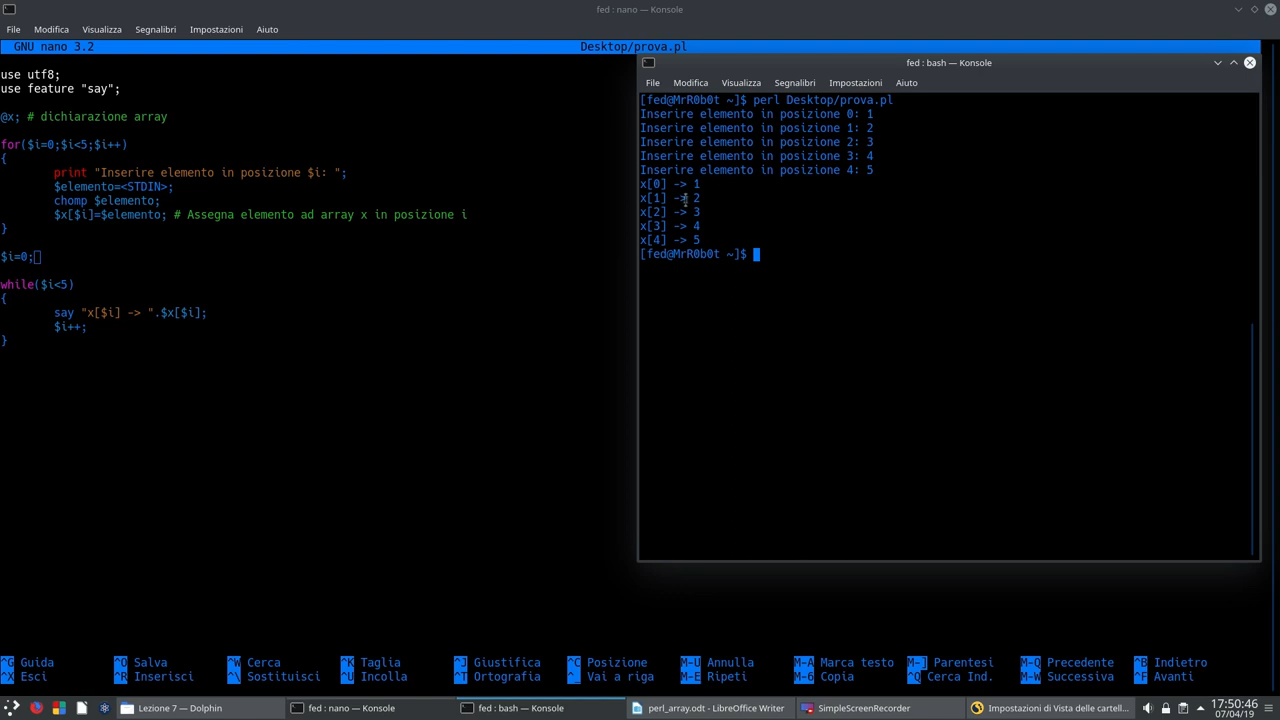 fed : nano — Konsole
File Modifica Visualizza Segnalibri Impostazioni Aiuto
GNU nano 3.2 Desktop/prova.pl
use utf8;
use feature "say";
@x; # dichiarazione array
for($i=0;$i<5;$i++)
{
print "Inserire elemento in posizione $i: ";
$elemento=<STDIN>;
chomp $elemento;
$x[$i]=$elemento; # Assegna elemento ad array x in posizione i
}
$i=0;
while($i<5)
{
say "x[$i] -> ".$x[$i];
$i++;
}
fed : bash — Konsole
File Modifica Visualizza Segnalibri Impostazioni Aiuto
[fed@MrR0b0t ~]$ perl Desktop/prova.pl
Inserire elemento in posizione 0: 1
Inserire elemento in posizione 1: 2
Inserire elemento in posizione 2: 3
Inserire elemento in posizione 3: 4
Inserire elemento in posizione 4: 5
x[0] -> 1
x[1] -> 2
x[2] -> 3
x[3] -> 4
x[4] -> 5
[fed@MrR0b0t ~]$
^G Guida ^O Salva ^W Cerca ^K Taglia ^J Giustifica ^C Posizione M-U Annulla M-A Marca testo M-] Parentesi M-Q Precedente ^B Indietro
^X Esci ^R Inserisci ^\ Sostituisci ^U Incolla ^T Ortografia ^_ Vai a riga M-E Ripeti M-6 Copia ^Q Cerca Ind. M-W Successiva ^F Avanti
Lezione 7 — Dolphin fed : nano — Konsole fed : bash — Konsole perl_array.odt - LibreOffice Writer SimpleScreenRecorder Impostazioni di Vista delle cartell... 17:50:46
07/04/19